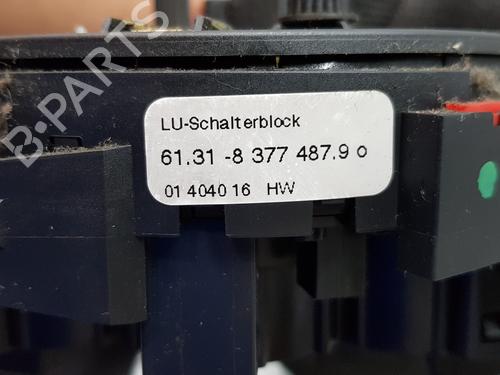 B-PARTS
LU-Schalterblock
61.31 -8 377 487.9 o
01 4040 16 HW